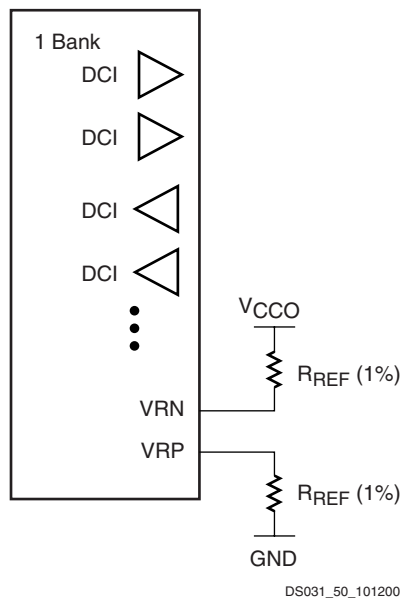 1 Bank
DCI
DCI
DCI
DCI
VCCO
RREF (1%)
VRN
VRP
RREF (1%)
GND
DS031_50_101200